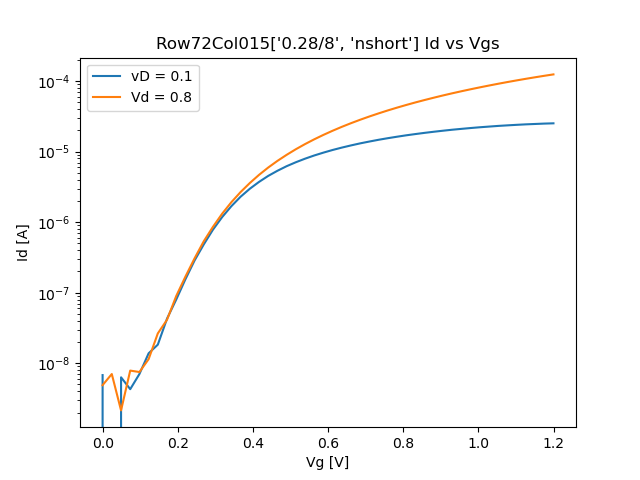 Row72Col015['0.28/8', 'nshort'] Id vs Vgs
vD = 0.1
Vd = 0.8
Id [A]
10⁻⁴
10⁻⁵
10⁻⁶
10⁻⁷
10⁻⁸
0.0 0.2 0.4 0.6 0.8 1.0 1.2
Vg [V]